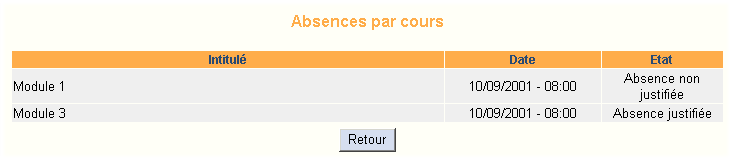 Absences par cours
Intitulé Date Etat
Module 1 10/09/2001 - 08:00 Absence non
justifiée
Module 3 10/09/2001 - 08:00 Absence justifiée
Retour